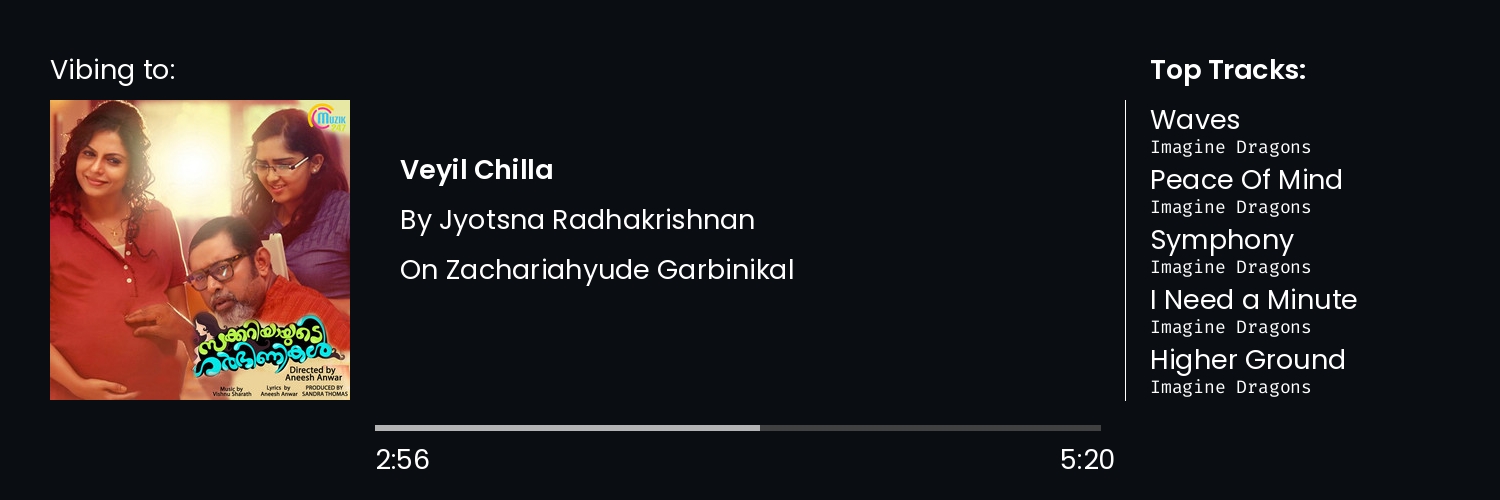 Vibing to:
MUZIK
247
സക്കറിയായുടെ
ഗർഭിണികൾ
Directed by
Aneesh Anwar
Music by
Vishnu Sharath
Lyrics by
Aneesh Anwar
PRODUCED BY
SANDRA THOMAS
Veyil Chilla
By Jyotsna Radhakrishnan
On Zachariahyude Garbinikal
2:56
5:20
Top Tracks:
Waves
Imagine Dragons
Peace Of Mind
Imagine Dragons
Symphony
Imagine Dragons
I Need a Minute
Imagine Dragons
Higher Ground
Imagine Dragons